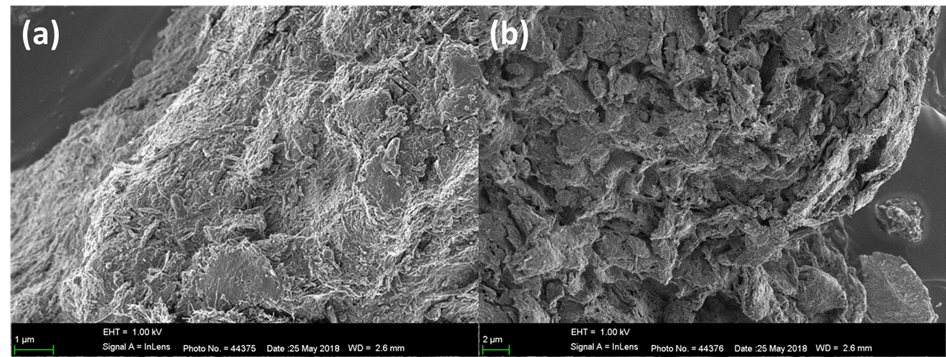 (a)
(b)
EHT = 1.00 kV
1 µm
Signal A = InLens Photo No. = 44375 Date :25 May 2018 WD = 2.6 mm
EHT = 1.00 kV
2 µm
Signal A = InLens Photo No. = 44376 Date :25 May 2018 WD = 2.6 mm